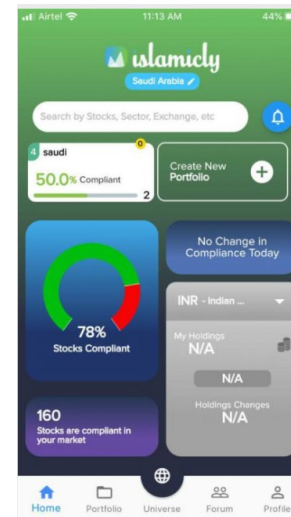 Airtel 11:13 AM 44%
islamicly
Saudi Arabia
Search by Stocks, Sector, Exchange, etc
4 saudi 0
50.0% Compliant
2
Create New
Portfolio
No Change in
Compliance Today
78%
Stocks Compliant
INR - Indian ...
My Holdings
N/A
N/A
Holdings Changes
N/A
160
Stocks are compliant in
your market
Home Portfolio Universe Forum Profile